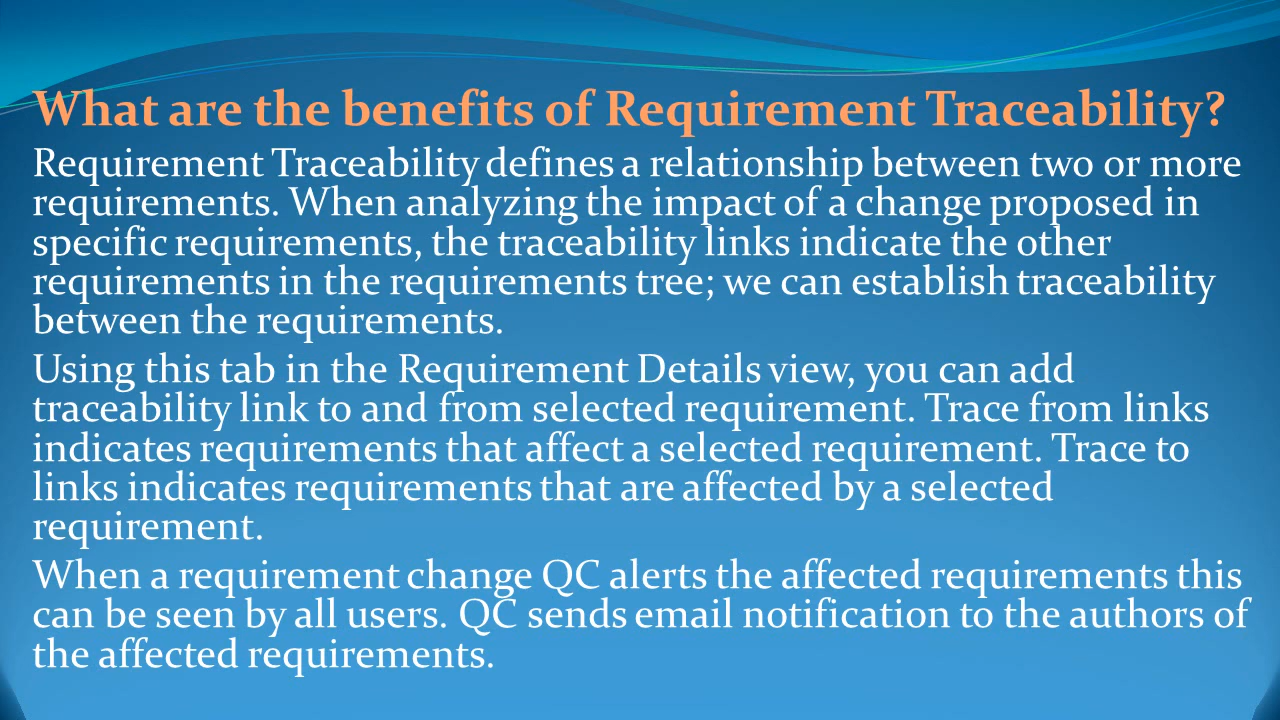 What are the benefits of Requirement Traceability?
Requirement Traceability defines a relationship between two or more
requirements. When analyzing the impact of a change proposed in
specific requirements, the traceability links indicate the other
requirements in the requirements tree; we can establish traceability
between the requirements.
Using this tab in the Requirement Details view, you can add
traceability link to and from selected requirement. Trace from links
indicates requirements that affect a selected requirement. Trace to
links indicates requirements that are affected by a selected
requirement.
When a requirement change QC alerts the affected requirements this
can be seen by all users. QC sends email notification to the authors of
the affected requirements.